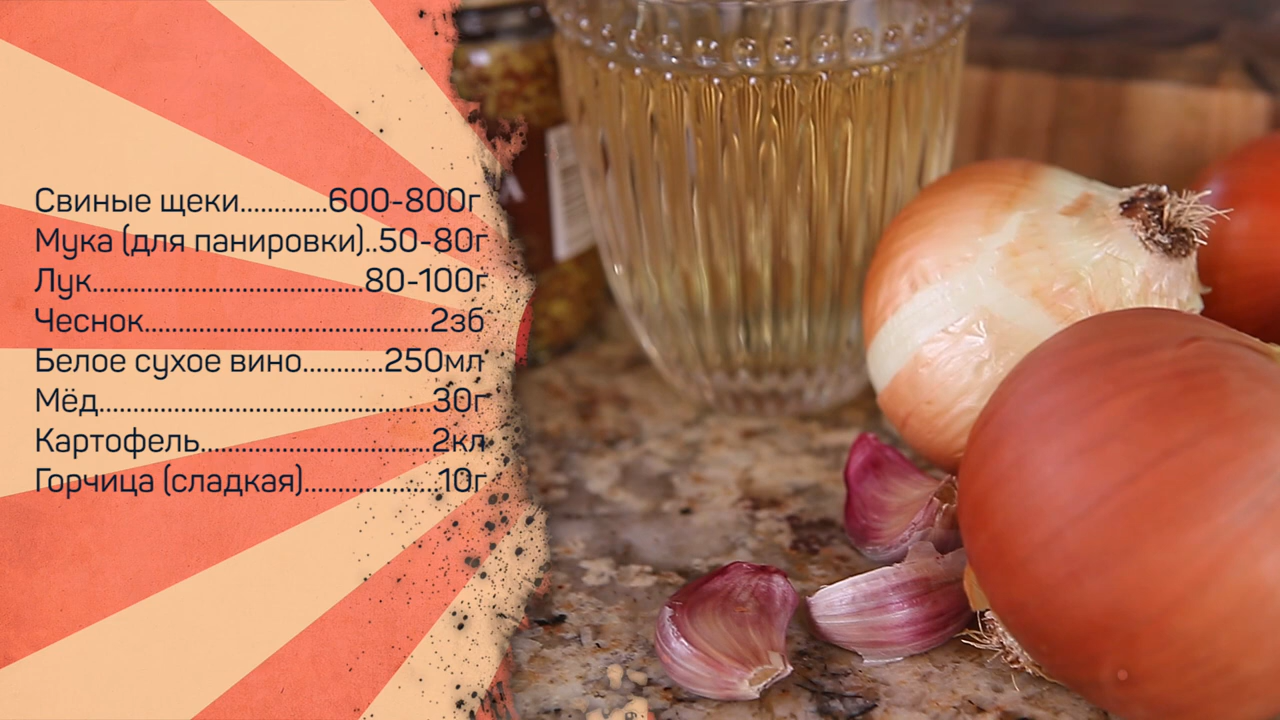 Свиные щеки.............600-800г
Мука (для панировки)..50-80г
Лук........................................80-100г
Чеснок..........................................2зб
Белое сухое вино............250мл
Мёд.................................................30г
Картофель..................................2кл
Горчица (сладкая)....................10г